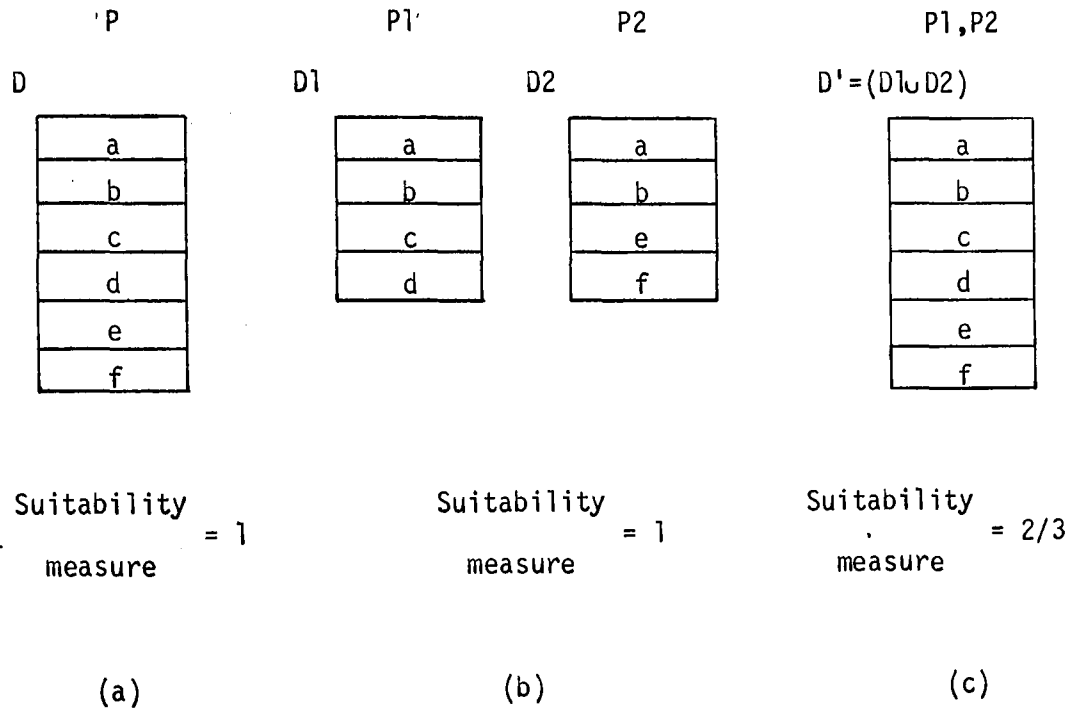 P P1 P2 P1,P2
D D1 D2 D'=(D1∪D2)
a a a a
b b b b
c c e c
d d f d
e e
f f
Suitability Suitability Suitability
= 1 = 1 = 2/3
measure measure measure
(a) (b) (c)